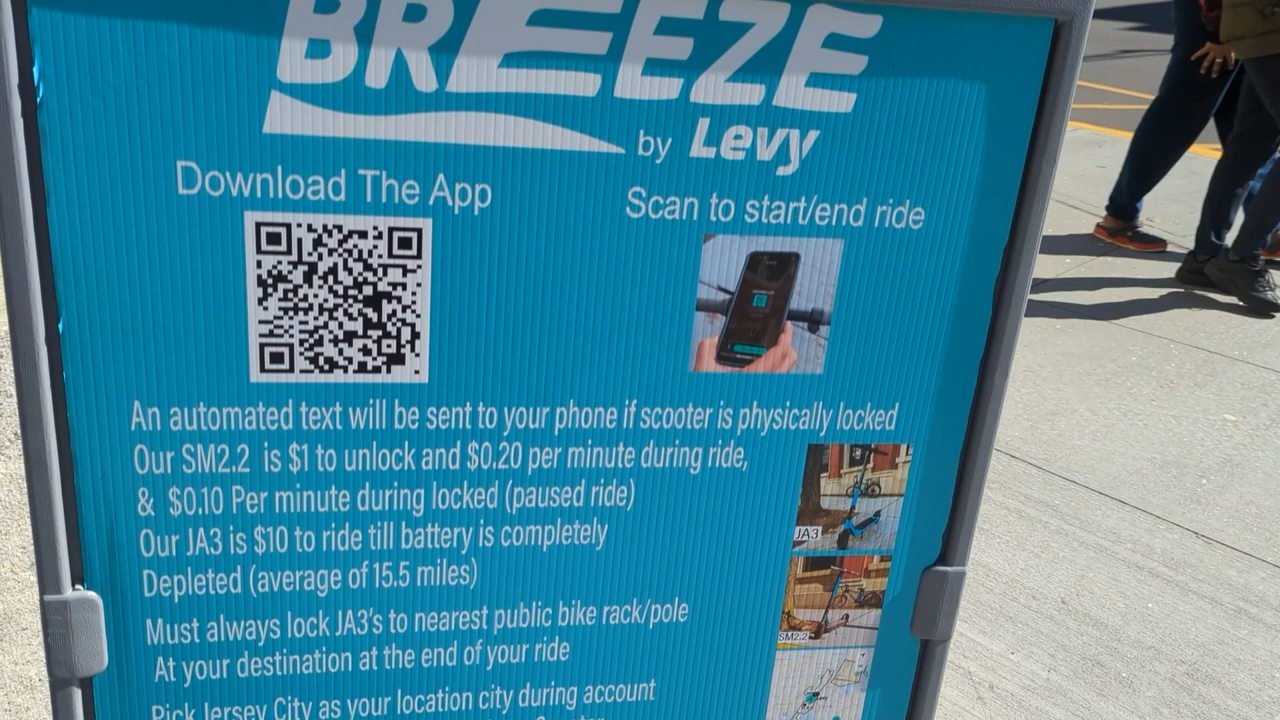 BREEZE
by Levy
Download The App
Scan to start/end ride
An automated text will be sent to your phone if scooter is physically locked
Our SM2.2 is $1 to unlock and $0.20 per minute during ride,
& $0.10 Per minute during locked (paused ride)
Our JA3 is $10 to ride till battery is completely
Depleted (average of 15.5 miles)
JA3
Must always lock JA3's to nearest public bike rack/pole
At your destination at the end of your ride
SM2.2
Pick Jersey City as your location city during account
Levy